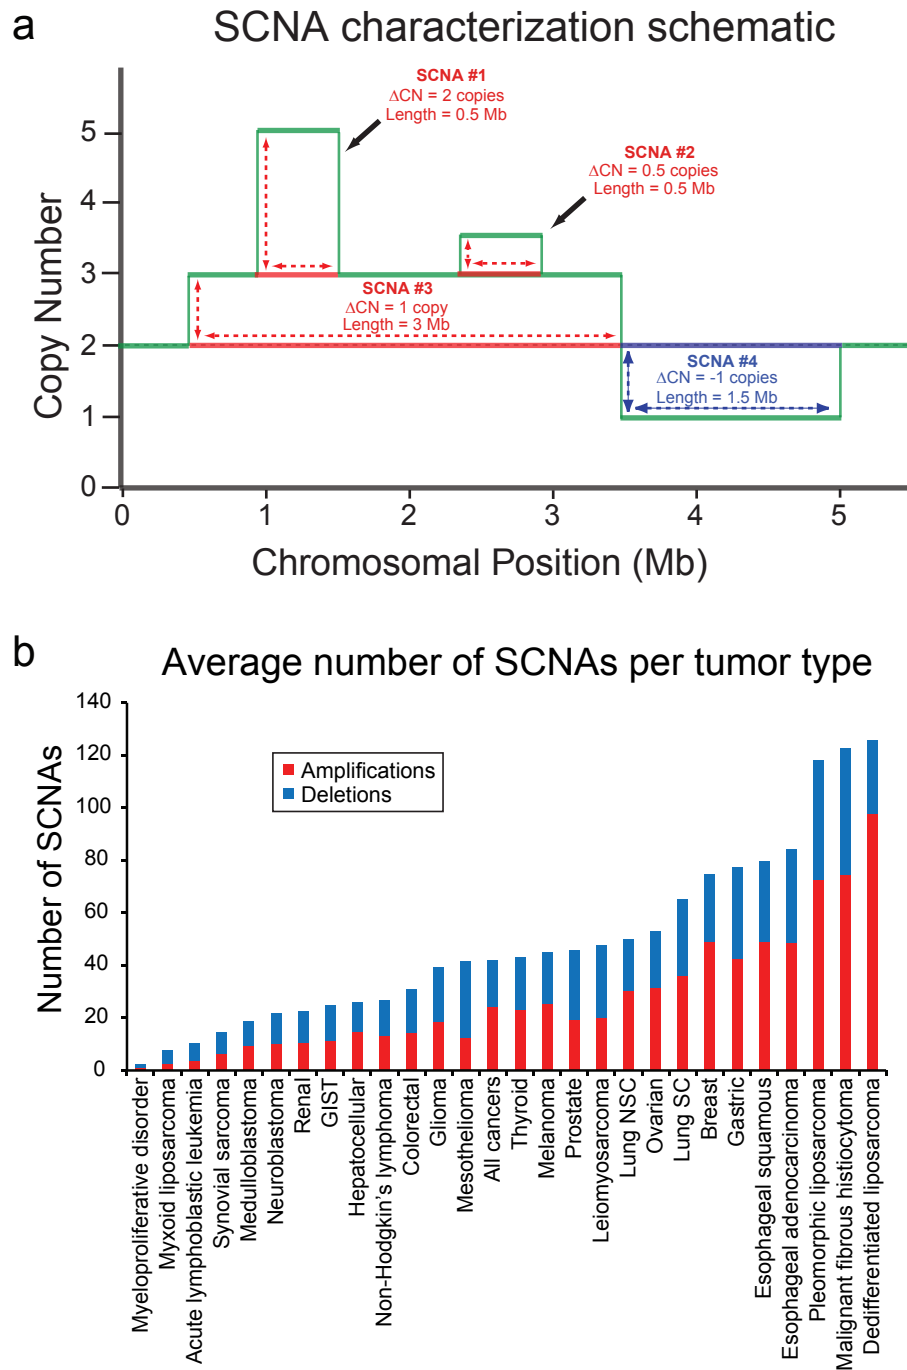 a
SCNA characterization schematic
SCNA #1
ΔCN = 2 copies
Length = 0.5 Mb
SCNA #2
ΔCN = 0.5 copies
Length = 0.5 Mb
SCNA #3
ΔCN = 1 copy
Length = 3 Mb
SCNA #4
ΔCN = -1 copies
Length = 1.5 Mb
Copy Number
5
4
3
2
1
0
0 1 2 3 4 5
Chromosomal Position (Mb)
b
Average number of SCNAs per tumor type
Number of SCNAs
140
120
100
80
60
40
20
0
Amplifications
Deletions
Myeloproliferative disorder
Myxoid liposarcoma
Acute lymphoblastic leukemia
Synovial sarcoma
Medulloblastoma
Neuroblastoma
Renal
GIST
Hepatocellular
Non-Hodgkin's lymphoma
Colorectal
Glioma
Mesothelioma
All cancers
Thyroid
Melanoma
Prostate
Leiomyosarcoma
Lung NSC
Ovarian
Lung SC
Breast
Gastric
Esophageal squamous
Esophageal adenocarcinoma
Pleomorphic liposarcoma
Malignant fibrous histiocytoma
Dedifferentiated liposarcoma